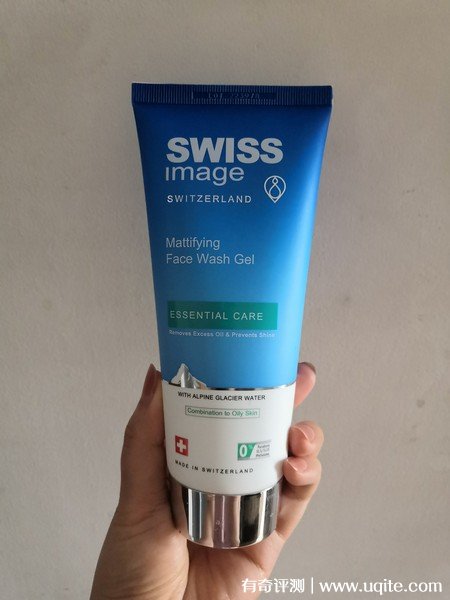 SWISS
image
SWITZERLAND
Mattifying
Face Wash Gel
ESSENTIAL CARE
Removes Excess Oil & Prevents Shine
WITH ALPINE GLACIER WATER
Combination to Oily Skin
0%
MADE IN SWITZERLAND
有奇评测 | www.uqite.com